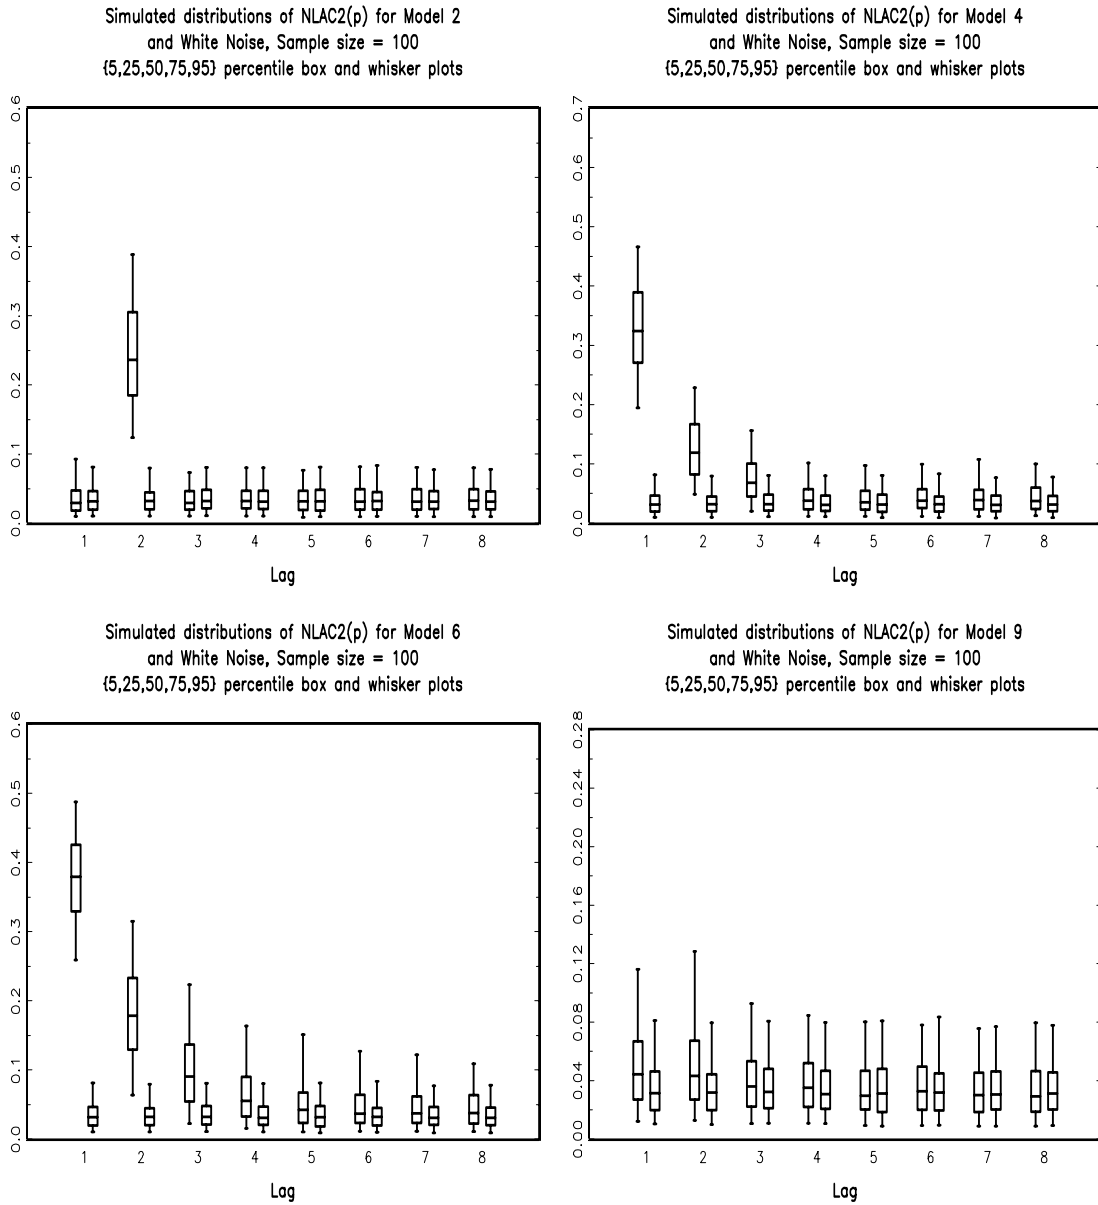 Simulated distributions of NLAC2(p) for Model 2
and White Noise, Sample size = 100
{5,25,50,75,95} percentile box and whisker plots
0.6
0.5
0.4
0.3
0.2
0.1
0.0
1 2 3 4 5 6 7 8
Lag
Simulated distributions of NLAC2(p) for Model 4
and White Noise, Sample size = 100
{5,25,50,75,95} percentile box and whisker plots
0.7
0.6
0.5
0.4
0.3
0.2
0.1
0.0
1 2 3 4 5 6 7 8
Lag
Simulated distributions of NLAC2(p) for Model 6
and White Noise, Sample size = 100
{5,25,50,75,95} percentile box and whisker plots
0.6
0.5
0.4
0.3
0.2
0.1
0.0
1 2 3 4 5 6 7 8
Lag
Simulated distributions of NLAC2(p) for Model 9
and White Noise, Sample size = 100
{5,25,50,75,95} percentile box and whisker plots
0.28
0.24
0.20
0.16
0.12
0.08
0.04
0.00
1 2 3 4 5 6 7 8
Lag